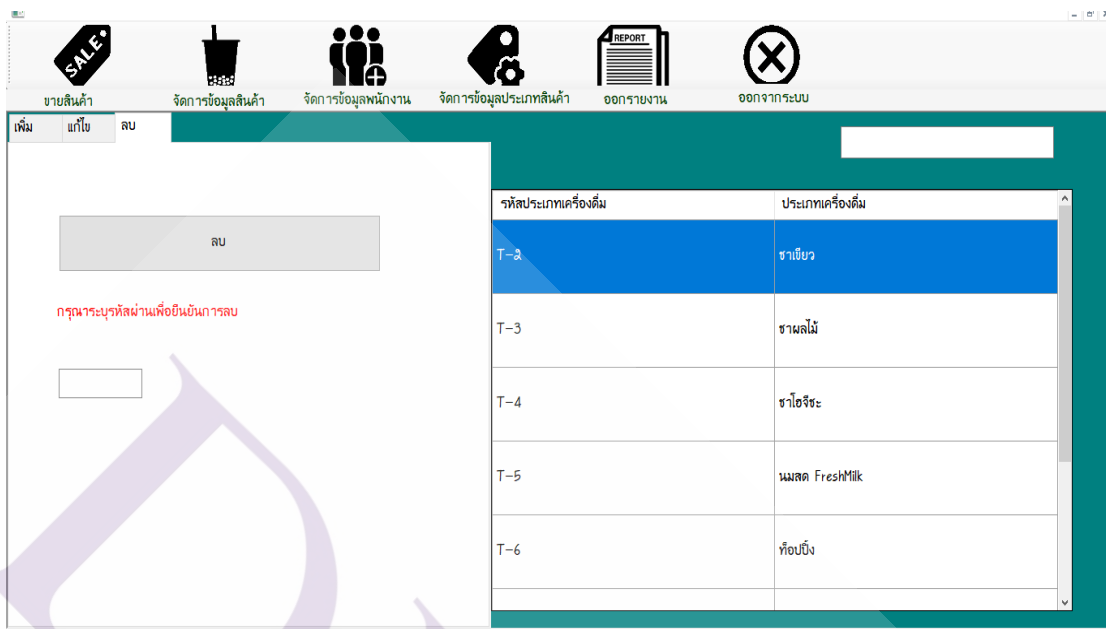 SALE
REPORT
ขายสินค้า จัดการข้อมูลสินค้า จัดการข้อมูลพนักงาน จัดการข้อมูลประเภทสินค้า ออกรายงาน ออกจากระบบ
เพิ่ม แก้ไข ลบ
รหัสประเภทเครื่องดื่ม ประเภทเครื่องดื่ม
ลบ
T-2 ชาเขียว
กรุณาระบุรหัสผ่านเพื่อยืนยันการลบ
T-3 ชาผลไม้
T-4 ชาโฮจีชะ
T-5 นมสด FreshMilk
T-6 ท็อปปิ้ง